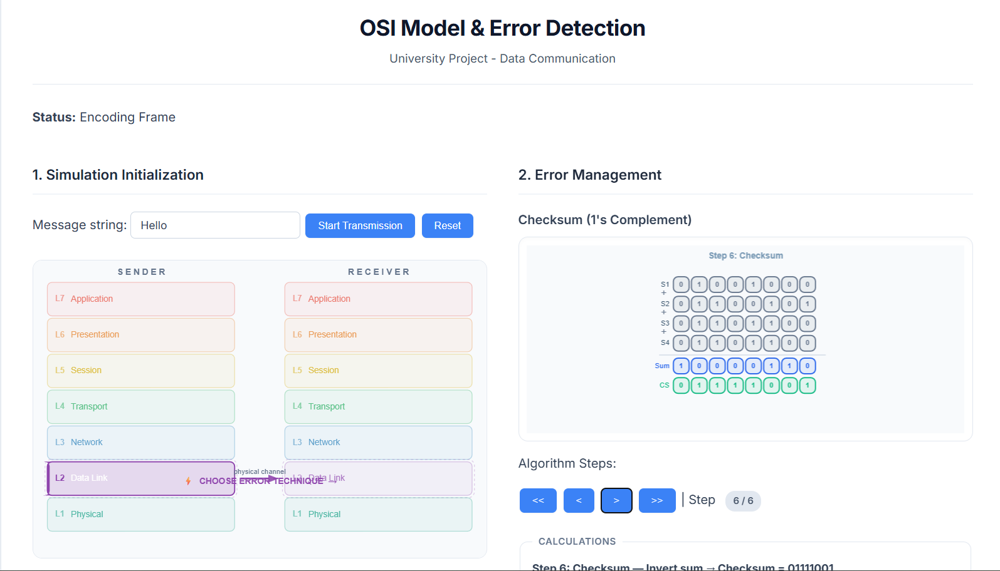 OSI Model & Error Detection
University Project - Data Communication
Status: Encoding Frame
1. Simulation Initialization
Message string: Hello Start Transmission Reset
SENDER RECEIVER
L7 Application L7 Application
L6 Presentation L6 Presentation
L5 Session L5 Session
L4 Transport L4 Transport
L3 Network L3 Network
physical channel
L2 Data Link L2 Data Link
⚡ CHOOSE ERROR TECHNIQUE →
L1 Physical L1 Physical
2. Error Management
Checksum (1's Complement)
Step 6: Checksum
S1 0 1 0 0 1 0 0 0
+
S2 0 1 1 0 0 1 0 1
+
S3 0 1 1 0 1 1 0 0
+
S4 0 1 1 0 1 1 0 0
Sum 1 0 0 0 0 1 1 0
CS 0 1 1 1 1 0 0 1
Algorithm Steps:
<< < > >> | Step 6 / 6
CALCULATIONS
Step 6: Checksum — Invert sum → Checksum = 01111001